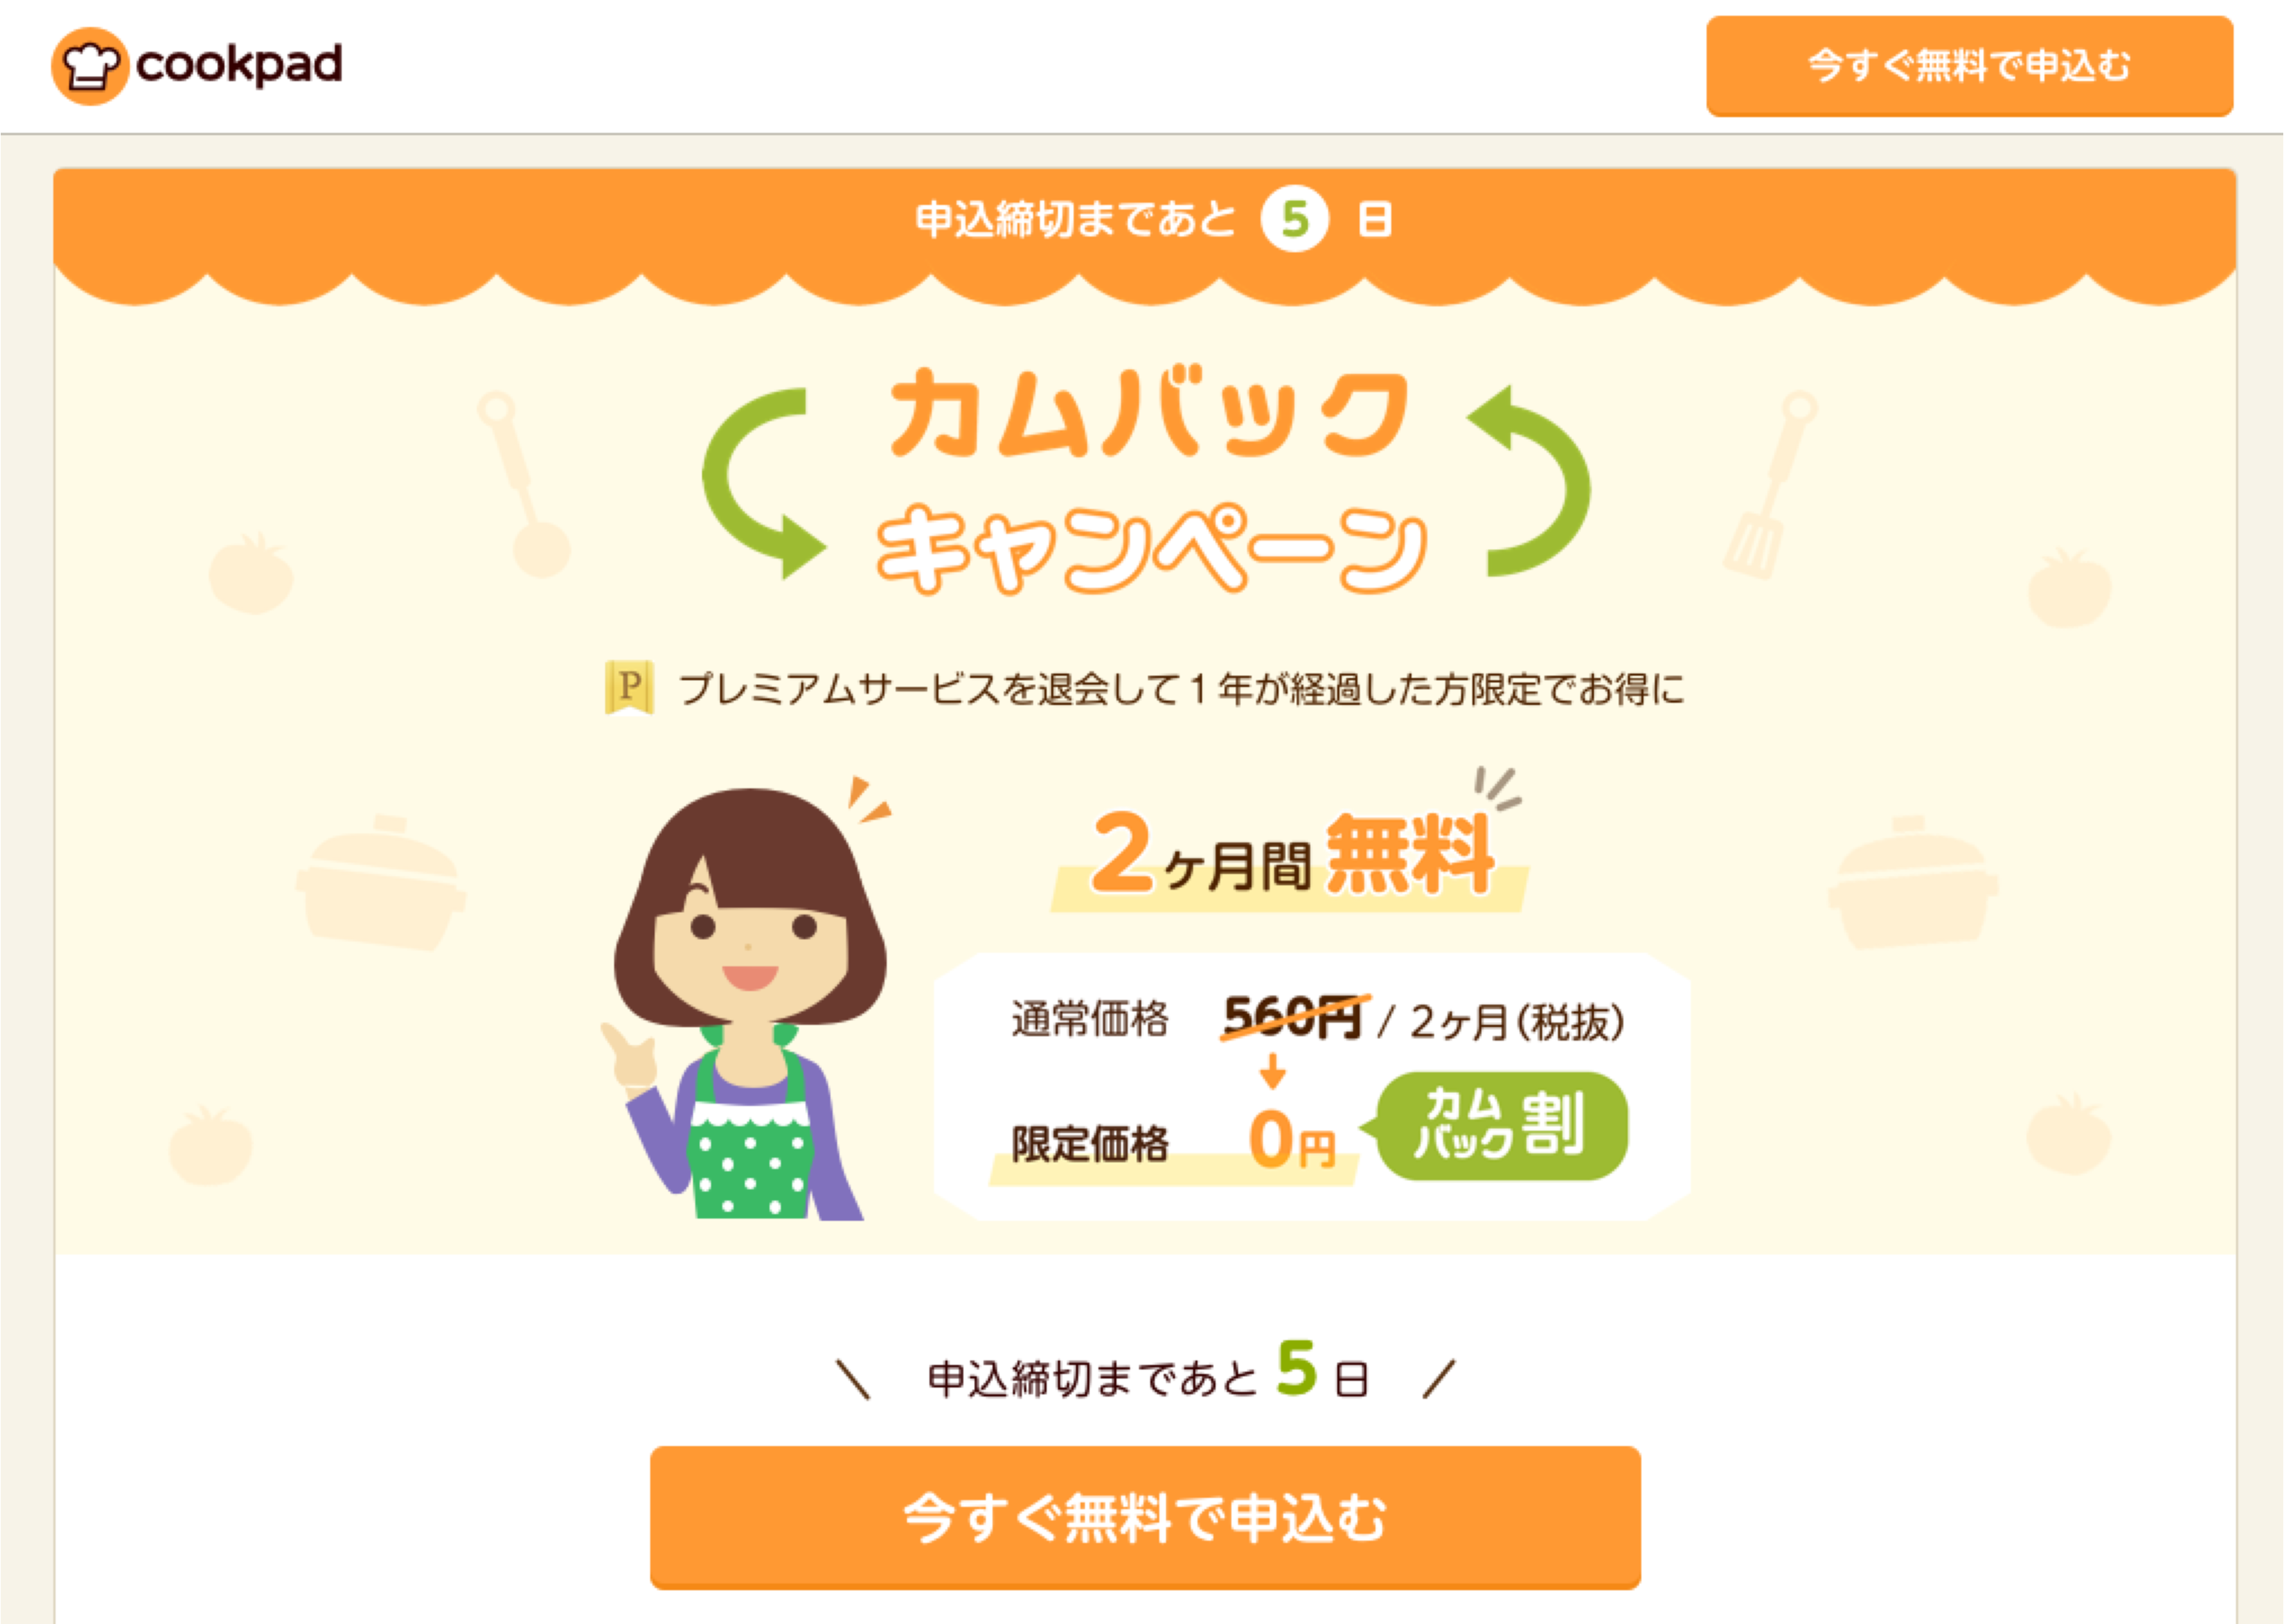 cookpad
今すぐ無料で申込む
申込締切まであと 5 日
カムバック
キャンペーン
P プレミアムサービスを退会して1年が経過した方限定でお得に
2ヶ月間無料
通常価格 560円 / 2ヶ月(税抜)
限定価格 0円
カム
バック割
申込締切まであと 5 日
今すぐ無料で申込む